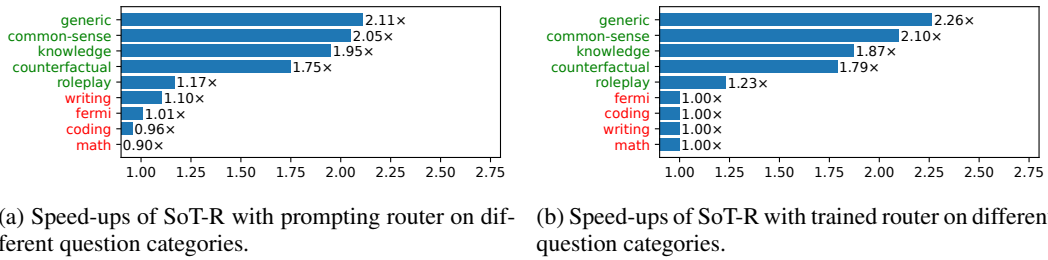 generic 2.11×
common-sense 2.05×
knowledge 1.95×
counterfactual 1.75×
roleplay 1.17×
writing 1.10×
fermi 1.01×
coding 0.96×
math 0.90×
1.00 1.25 1.50 1.75 2.00 2.25 2.50 2.75
(a) Speed-ups of SoT-R with prompting router on dif-
ferent question categories.
generic 2.26×
common-sense 2.10×
knowledge 1.87×
counterfactual 1.79×
roleplay 1.23×
fermi 1.00×
coding 1.00×
writing 1.00×
math 1.00×
1.00 1.25 1.50 1.75 2.00 2.25 2.50 2.75
(b) Speed-ups of SoT-R with trained router on different
question categories.